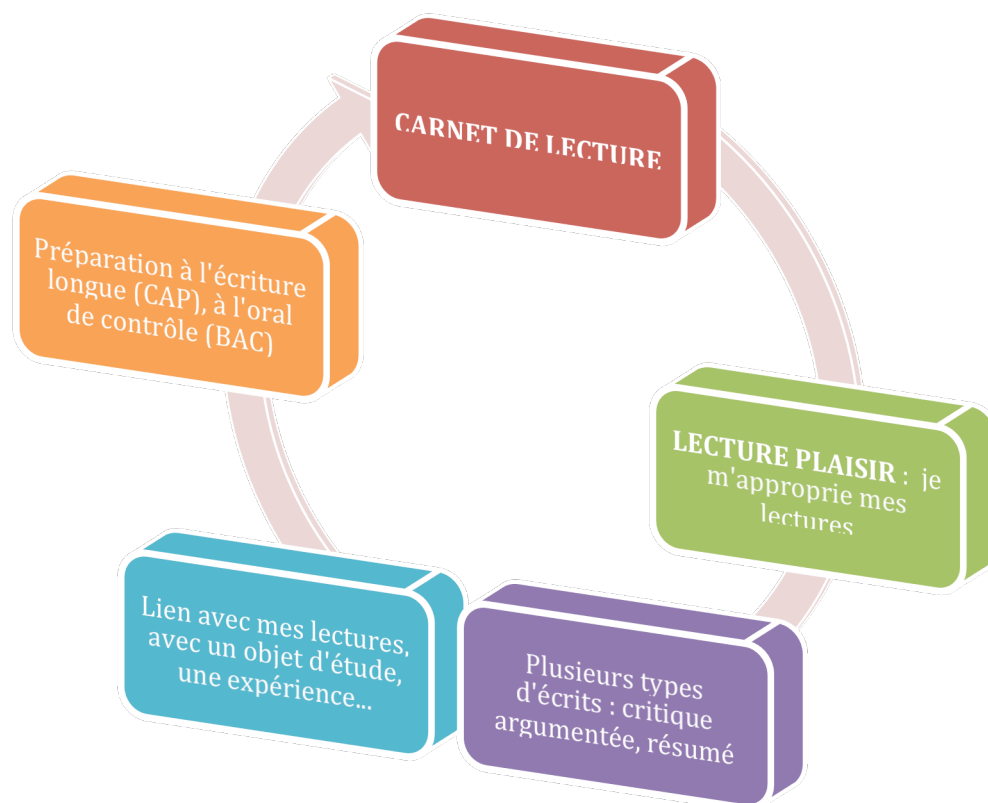 CARNET DE LECTURE
LECTURE PLAISIR : je
m'approprie mes
lectures
Plusieurs types
d'écrits : critique
argumentée, résumé
Lien avec mes lectures,
avec un objet d'étude,
une expérience...
Préparation à l'écriture
longue (CAP), à l'oral
de contrôle (BAC)